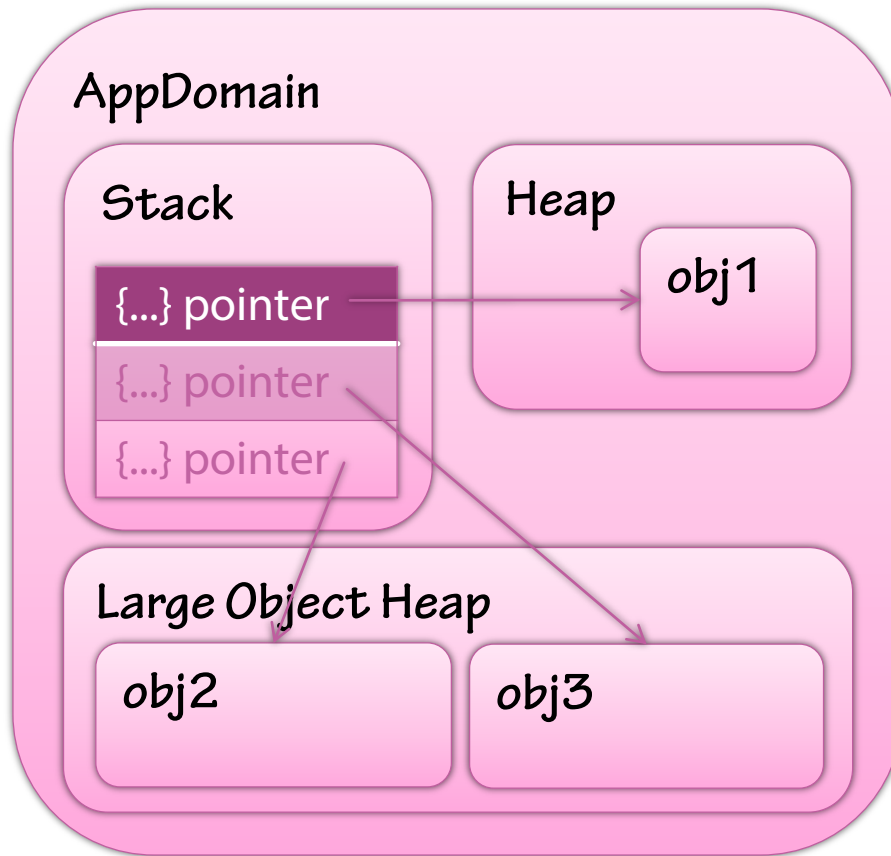 AppDomain
Stack
{...} pointer
{...} pointer
{...} pointer
Heap
obj1
Large Object Heap
obj2
obj3